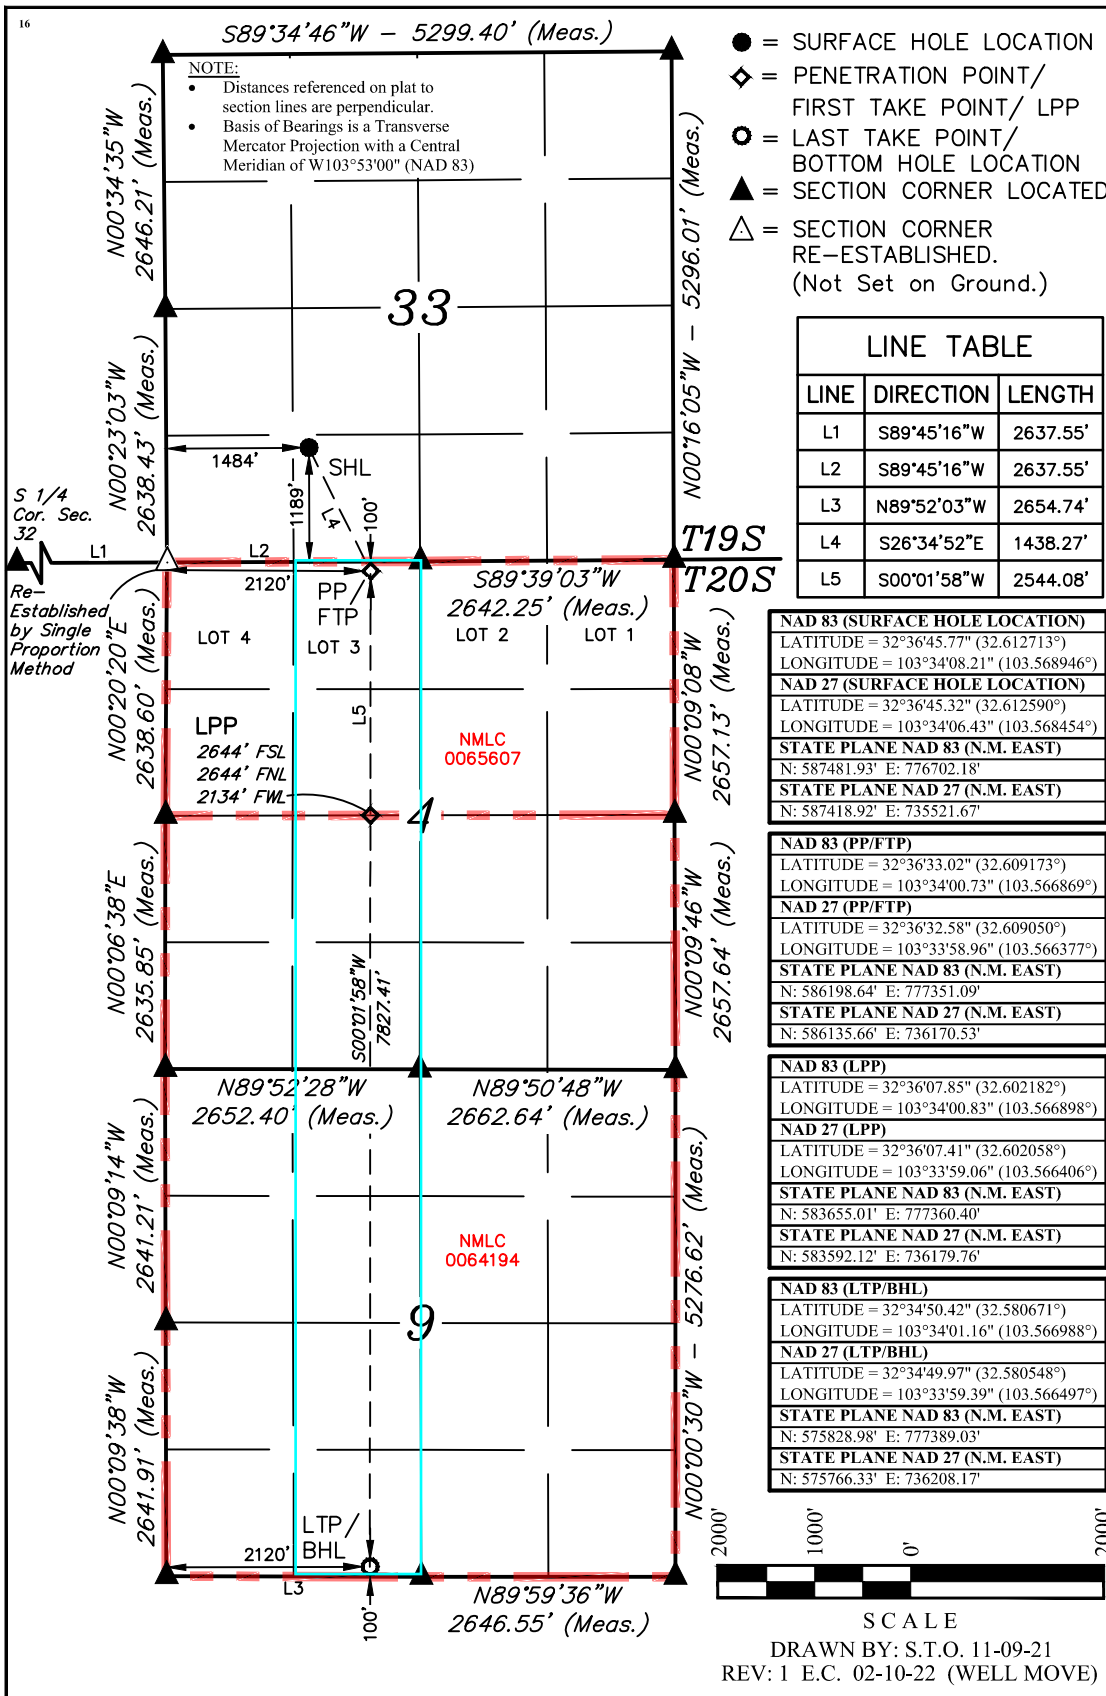 16
S89°34'46"W – 5299.40' (Meas.)
NOTE:
• Distances referenced on plat to
section lines are perpendicular.
• Basis of Bearings is a Transverse
Mercator Projection with a Central
Meridian of W103°53'00" (NAD 83)
● = SURFACE HOLE LOCATION
= PENETRATION POINT/
FIRST TAKE POINT/ LPP
= LAST TAKE POINT/
BOTTOM HOLE LOCATION
▲ = SECTION CORNER LOCATED
△ = SECTION CORNER
RE-ESTABLISHED.
(Not Set on Ground.)
N00°34'35"W
2646.21' (Meas.)
N00°23'03"W
2638.43' (Meas.)
N00°16'05"W – 5296.01' (Meas.)
33
1484'
SHL
1189'
L4
100'
S 1/4
Cor. Sec.
32
L1
L2
T19S
T20S
2120'
PP/
FTP
S89°39'03"W
2642.25' (Meas.)
Re-
Established
by Single
Proportion
Method
LOT 4
LOT 3
LOT 2
LOT 1
N00°20'20"E
2638.60' (Meas.)
N00°09'08"W
2657.13' (Meas.)
L5
LPP
2644' FSL
2644' FNL
2134' FWL
NMLC
0065607
4
N00°06'38"E
2635.85' (Meas.)
N00°09'46"W
2657.64' (Meas.)
S00°01'58"W
7827.41'
N89°52'28"W
2652.40' (Meas.)
N89°50'48"W
2662.64' (Meas.)
N00°09'14"W
2641.21' (Meas.)
N00°00'30"W – 5276.62' (Meas.)
NMLC
0064194
9
N00°09'38"W
2641.91' (Meas.)
LTP/
BHL
2120'
L3
100'
N89°59'36"W
2646.55' (Meas.)
LINE TABLE
LINE DIRECTION LENGTH
L1 S89°45'16"W 2637.55'
L2 S89°45'16"W 2637.55'
L3 N89°52'03"W 2654.74'
L4 S26°34'52"E 1438.27'
L5 S00°01'58"W 2544.08'
NAD 83 (SURFACE HOLE LOCATION)
LATITUDE = 32°36'45.77" (32.612713°)
LONGITUDE = 103°34'08.21" (103.568946°)
NAD 27 (SURFACE HOLE LOCATION)
LATITUDE = 32°36'45.32" (32.612590°)
LONGITUDE = 103°34'06.43" (103.568454°)
STATE PLANE NAD 83 (N.M. EAST)
N: 587481.93' E: 776702.18'
STATE PLANE NAD 27 (N.M. EAST)
N: 587418.92' E: 735521.67'
NAD 83 (PP/FTP)
LATITUDE = 32°36'33.02" (32.609173°)
LONGITUDE = 103°34'00.73" (103.566869°)
NAD 27 (PP/FTP)
LATITUDE = 32°36'32.58" (32.609050°)
LONGITUDE = 103°33'58.96" (103.566377°)
STATE PLANE NAD 83 (N.M. EAST)
N: 586198.64' E: 777351.09'
STATE PLANE NAD 27 (N.M. EAST)
N: 586135.66' E: 736170.53'
NAD 83 (LPP)
LATITUDE = 32°36'07.85" (32.602182°)
LONGITUDE = 103°34'00.83" (103.566898°)
NAD 27 (LPP)
LATITUDE = 32°36'07.41" (32.602058°)
LONGITUDE = 103°33'59.06" (103.566406°)
STATE PLANE NAD 83 (N.M. EAST)
N: 583655.01' E: 777360.40'
STATE PLANE NAD 27 (N.M. EAST)
N: 583592.12' E: 736179.76'
NAD 83 (LTP/BHL)
LATITUDE = 32°34'50.42" (32.580671°)
LONGITUDE = 103°34'01.16" (103.566988°)
NAD 27 (LTP/BHL)
LATITUDE = 32°34'49.97" (32.580548°)
LONGITUDE = 103°33'59.39" (103.566497°)
STATE PLANE NAD 83 (N.M. EAST)
N: 575828.98' E: 777389.03'
STATE PLANE NAD 27 (N.M. EAST)
N: 575766.33' E: 736208.17'
2000' 1000' 0' 2000'
SCALE
DRAWN BY: S.T.O. 11-09-21
REV: 1 E.C. 02-10-22 (WELL MOVE)